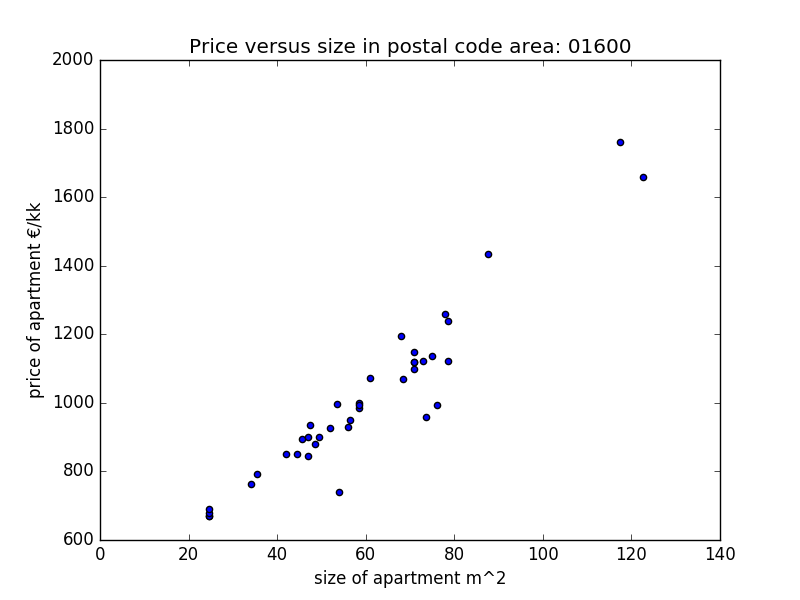 Price versus size in postal code area: 01600
2000
1800
1600
1400
1200
1000
800
600
price of apartment €/kk
0 20 40 60 80 100 120 140
size of apartment m^2